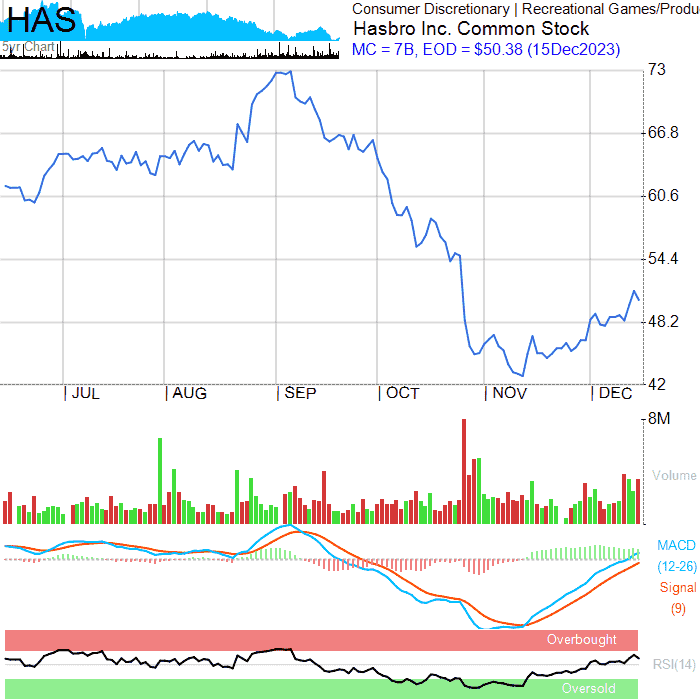 HAS
5yr Chart
Consumer Discretionary | Recreational Games/Produ
Hasbro Inc. Common Stock
MC = 7B, EOD = $50.38 (15Dec2023)
73
66.8
60.6
54.4
48.2
42
| JUL | AUG | SEP | OCT | NOV | DEC
8M
Volume
MACD
(12-26)
Signal
(9)
Overbought
RSI(14)
Oversold